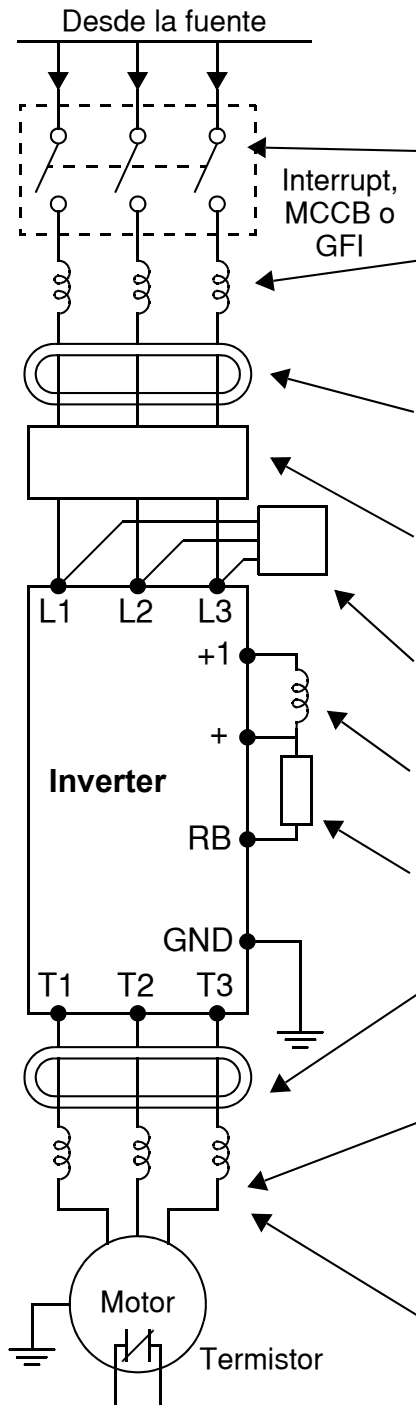 Desde la fuente
Interrupt,
MCCB o
GFI
L1 L2 L3
+1
+
Inverter
RB
GND
T1 T2 T3
Motor
Termistor